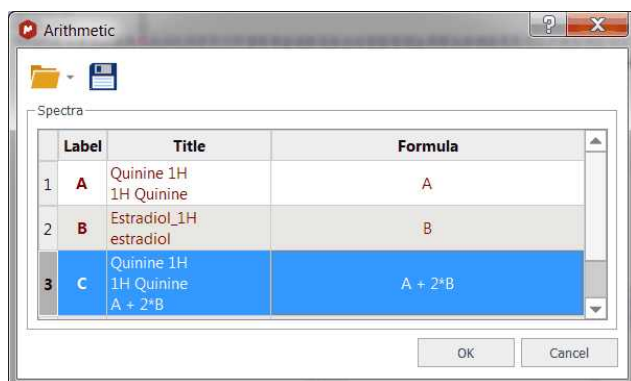 Arithmetic
Spectra
Label Title Formula
1 A Quinine 1H
1H Quinine A
2 B Estradiol_1H
estradiol B
3 C Quinine 1H
1H Quinine
A + 2*B A + 2*B
OK Cancel